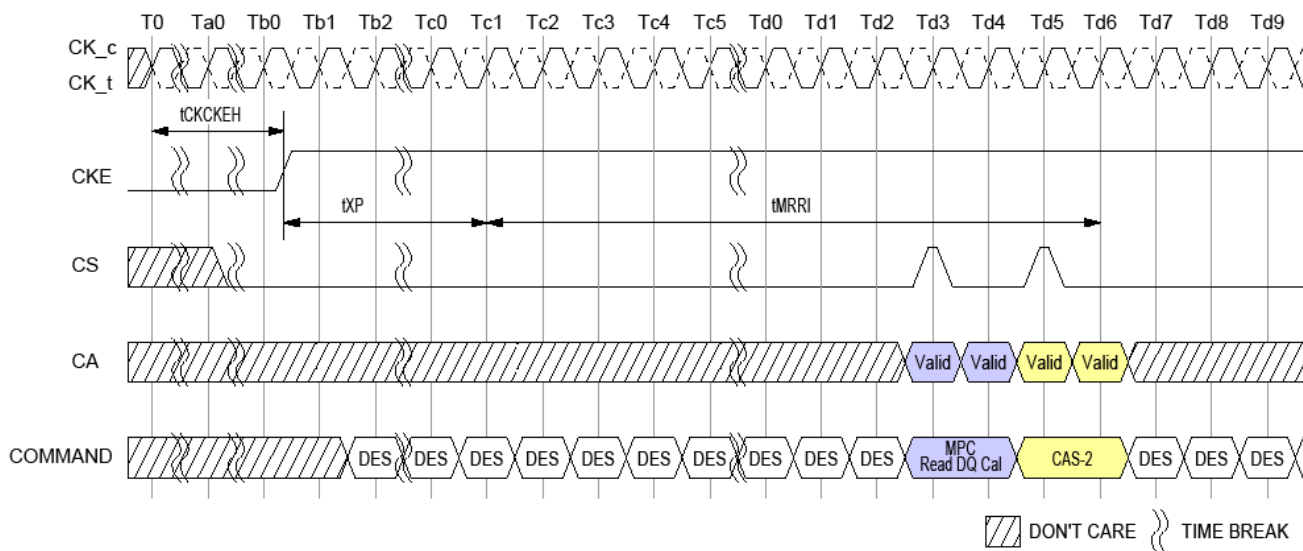 T0 Ta0 Tb0 Tb1 Tb2 Tc0 Tc1 Tc2 Tc3 Tc4 Tc5 Td0 Td1 Td2 Td3 Td4 Td5 Td6 Td7 Td8 Td9
CK_c
CK_t
tCKCKEH
CKE
tXP tMRRI
CS
CA Valid Valid Valid Valid
COMMAND DES DES DES DES DES DES DES DES DES DES MPC Read DQ Cal CAS-2 DES DES DES
DON'T CARE TIME BREAK